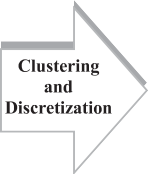 Clustering
and
Discretization